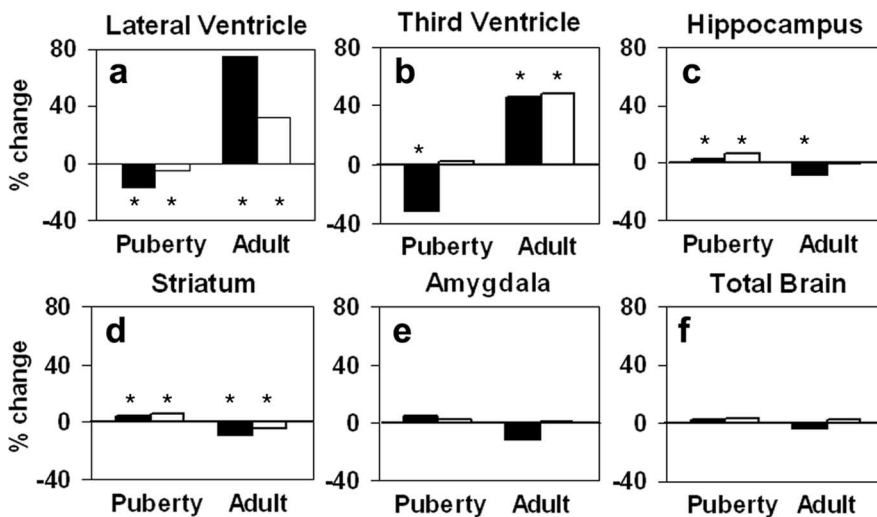 Lateral Ventricle
Third Ventricle
Hippocampus
80
40
0
-40
% change
a
* * * *
Puberty Adult
80
40
0
-40
b
* * *
Puberty Adult
80
40
0
-40
c
* * *
Puberty Adult
Striatum
Amygdala
Total Brain
80
40
0
-40
% change
d
* * * *
Puberty Adult
80
40
0
-40
e
Puberty Adult
80
40
0
-40
f
Puberty Adult